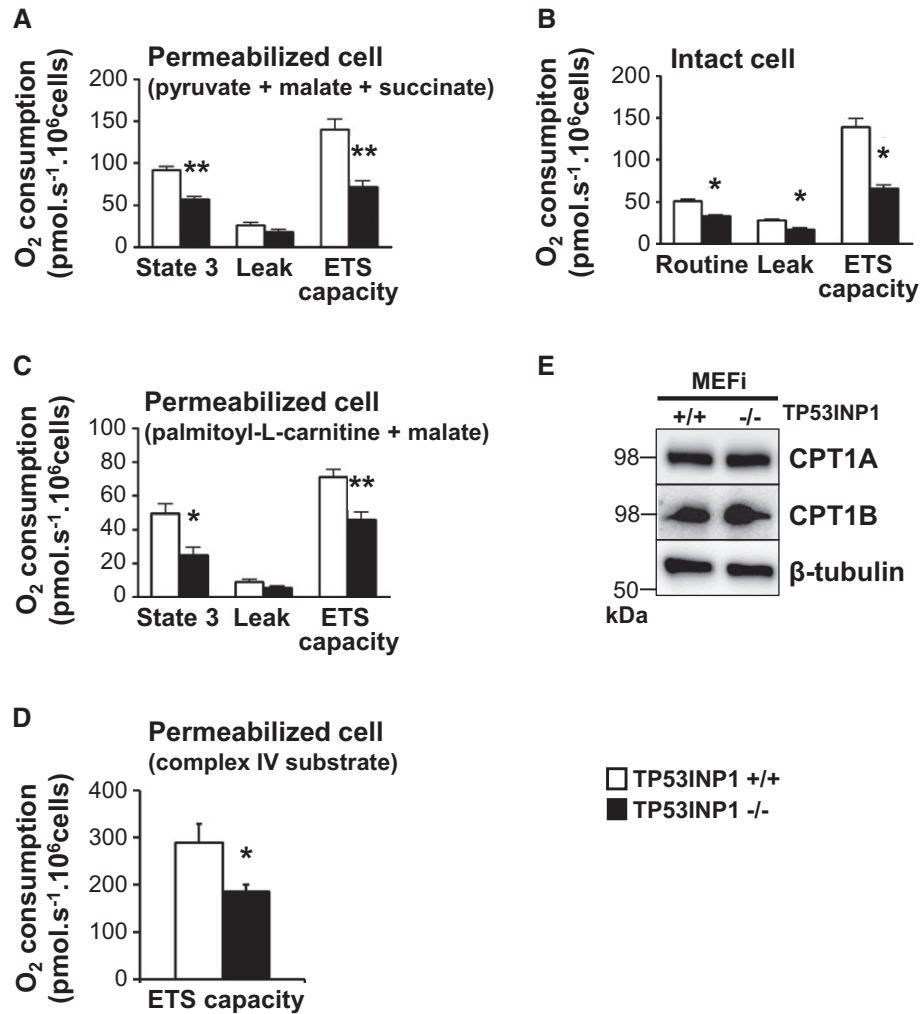 A
Permeabilized cell
(pyruvate + malate + succinate)
O₂ consumption
(pmol.s⁻¹.10⁶cells)
200
150
100
50
0
**
**
State 3 Leak ETS
capacity
B
Intact cell
O₂ consumpiton
(pmol.s⁻¹.10⁶cells)
200
150
100
50
0
*
*
*
Routine Leak ETS
capacity
C
Permeabilized cell
(palmitoyl-L-carnitine + malate)
O₂ consumption
(pmol.s⁻¹.10⁶cells)
100
80
60
40
20
0
*
**
State 3 Leak ETS
capacity
E
MEFi
+/+ -/- TP53INP1
98 CPT1A
98 CPT1B
β-tubulin
50
kDa
D
Permeabilized cell
(complex IV substrate)
O₂ consumption
(pmol.s⁻¹.10⁶cells)
400
300
200
100
0
*
ETS capacity
TP53INP1 +/+
TP53INP1 -/-